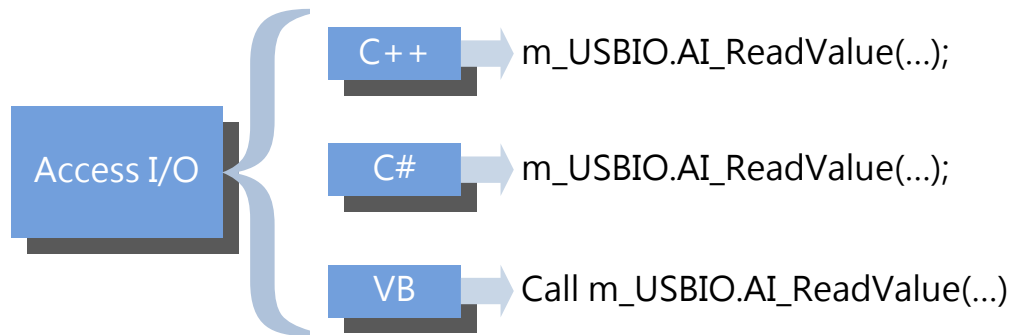 C++
m_USBIO.AI_ReadValue(...);
Access I/O
C#
m_USBIO.AI_ReadValue(...);
VB
Call m_USBIO.AI_ReadValue(...)